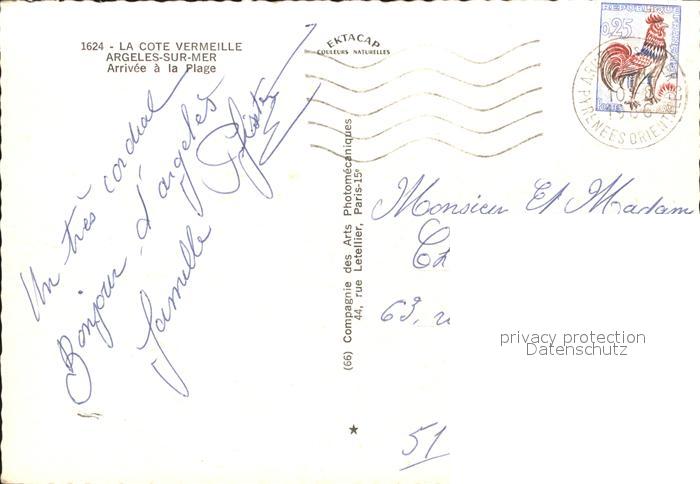 1624 - LA COTE VERMEILLE
ARGELES-SUR-MER
Arrivée à la Plage
EKTACAP
COULEURS NATURELLES
REPUBLIQUE FRANÇAISE
0,25
POSTES
PYRENEES ORIENTALES
Un très cordial
Bonjour d'argeles
famille
(66) Compagnie des Arts Photomécaniques
44, rue Letellier, Paris-15e
Monsieur Et Madam
63, r
51
privacy protection
Datenschutz